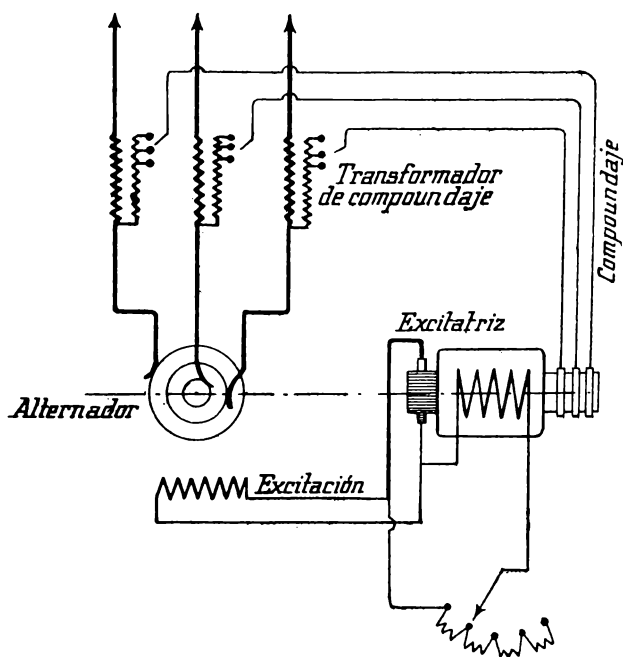 Transformador
de compoundaje
Compoundaje
Excitatriz
Alternador
Excitación